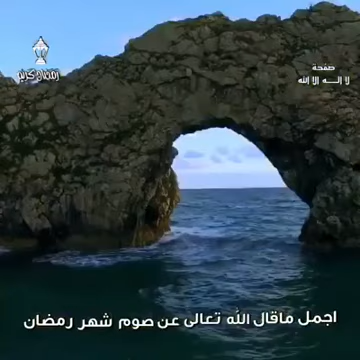 رمضان كريم
صفحة
لا اله الا الله
اجمل ماقال الله تعالى عن صوم شهر رمضان